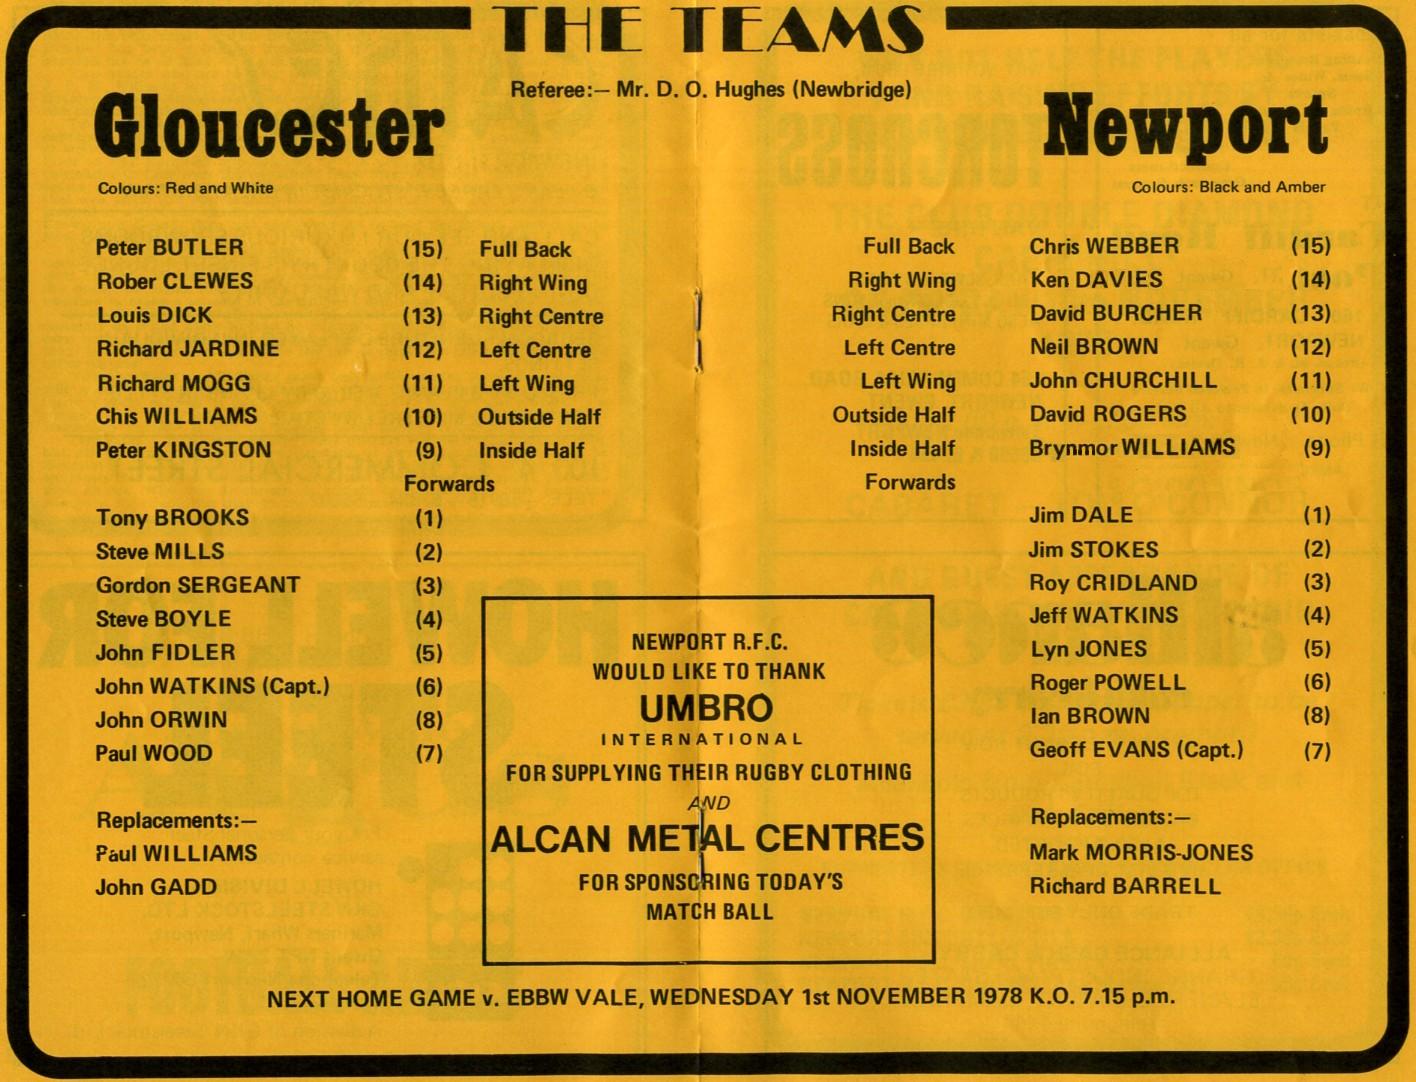 THE TEAMS
Referee:— Mr. D. O. Hughes (Newbridge)
Gloucester
Colours: Red and White
Peter BUTLER (15) Full Back
Rober CLEWES (14) Right Wing
Louis DICK (13) Right Centre
Richard JARDINE (12) Left Centre
Richard MOGG (11) Left Wing
Chis WILLIAMS (10) Outside Half
Peter KINGSTON (9) Inside Half
Forwards
Tony BROOKS (1)
Steve MILLS (2)
Gordon SERGEANT (3)
Steve BOYLE (4)
John FIDLER (5)
John WATKINS (Capt.) (6)
John ORWIN (8)
Paul WOOD (7)
Replacements:—
Paul WILLIAMS
John GADD
Newport
Colours: Black and Amber
Full Back Chris WEBBER (15)
Right Wing Ken DAVIES (14)
Right Centre David BURCHER (13)
Left Centre Neil BROWN (12)
Left Wing John CHURCHILL (11)
Outside Half David ROGERS (10)
Inside Half Brynmor WILLIAMS (9)
Forwards
Jim DALE (1)
Jim STOKES (2)
Roy CRIDLAND (3)
Jeff WATKINS (4)
Lyn JONES (5)
Roger POWELL (6)
Ian BROWN (8)
Geoff EVANS (Capt.) (7)
Replacements:—
Mark MORRIS-JONES
Richard BARRELL
NEWPORT R.F.C.
WOULD LIKE TO THANK
UMBRO
INTERNATIONAL
FOR SUPPLYING THEIR RUGBY CLOTHING
AND
ALCAN METAL CENTRES
FOR SPONSORING TODAY'S
MATCH BALL
NEXT HOME GAME v. EBBW VALE, WEDNESDAY 1st NOVEMBER 1978 K.O. 7.15 p.m.